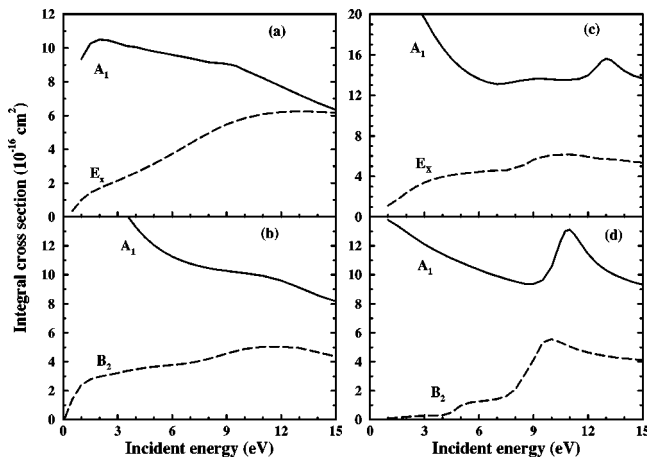 12
10
8
6
4
2
0
(a)
A1
Ex
20
16
12
8
4
0
(c)
A1
Ex
12
10
8
6
4
2
0
(b)
A1
B2
12
10
8
6
4
2
0
(d)
A1
B2
0 3 6 9 12 15
0 3 6 9 12 15
Incident energy (eV)
Incident energy (eV)
Integral cross section (10^-16 cm^2)